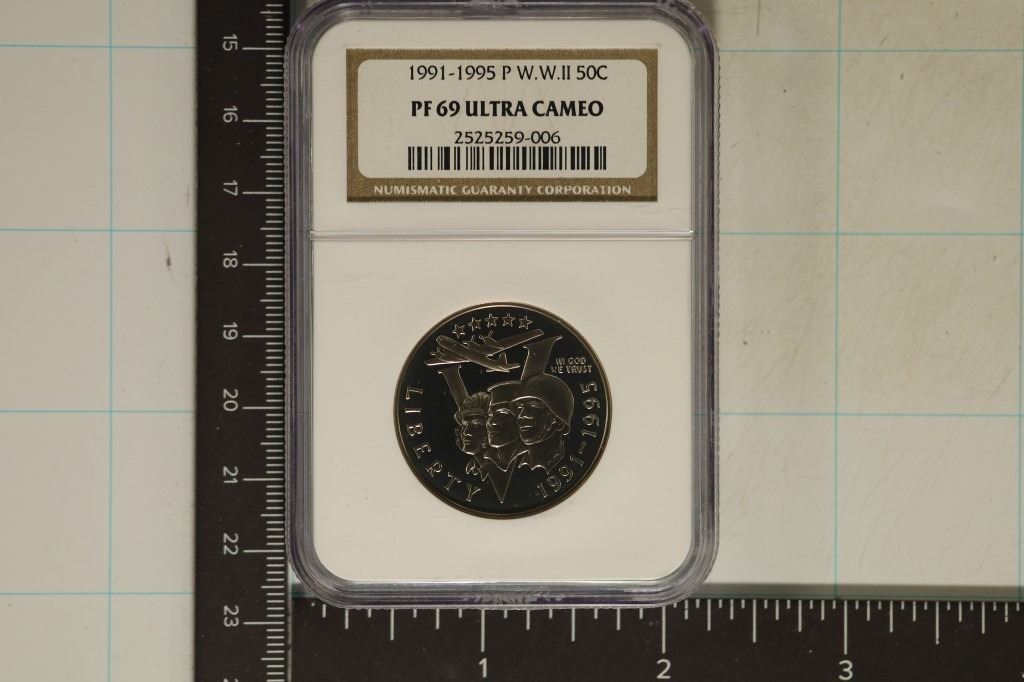 1991-1995 P W.W.II 50C
PF 69 ULTRA CAMEO
2525259-006
NUMISMATIC GUARANTY CORPORATION
IN GOD
WE TRUST
LIBERTY
1991-1995
15
16
17
18
19
20
21
22
23
1
2
3